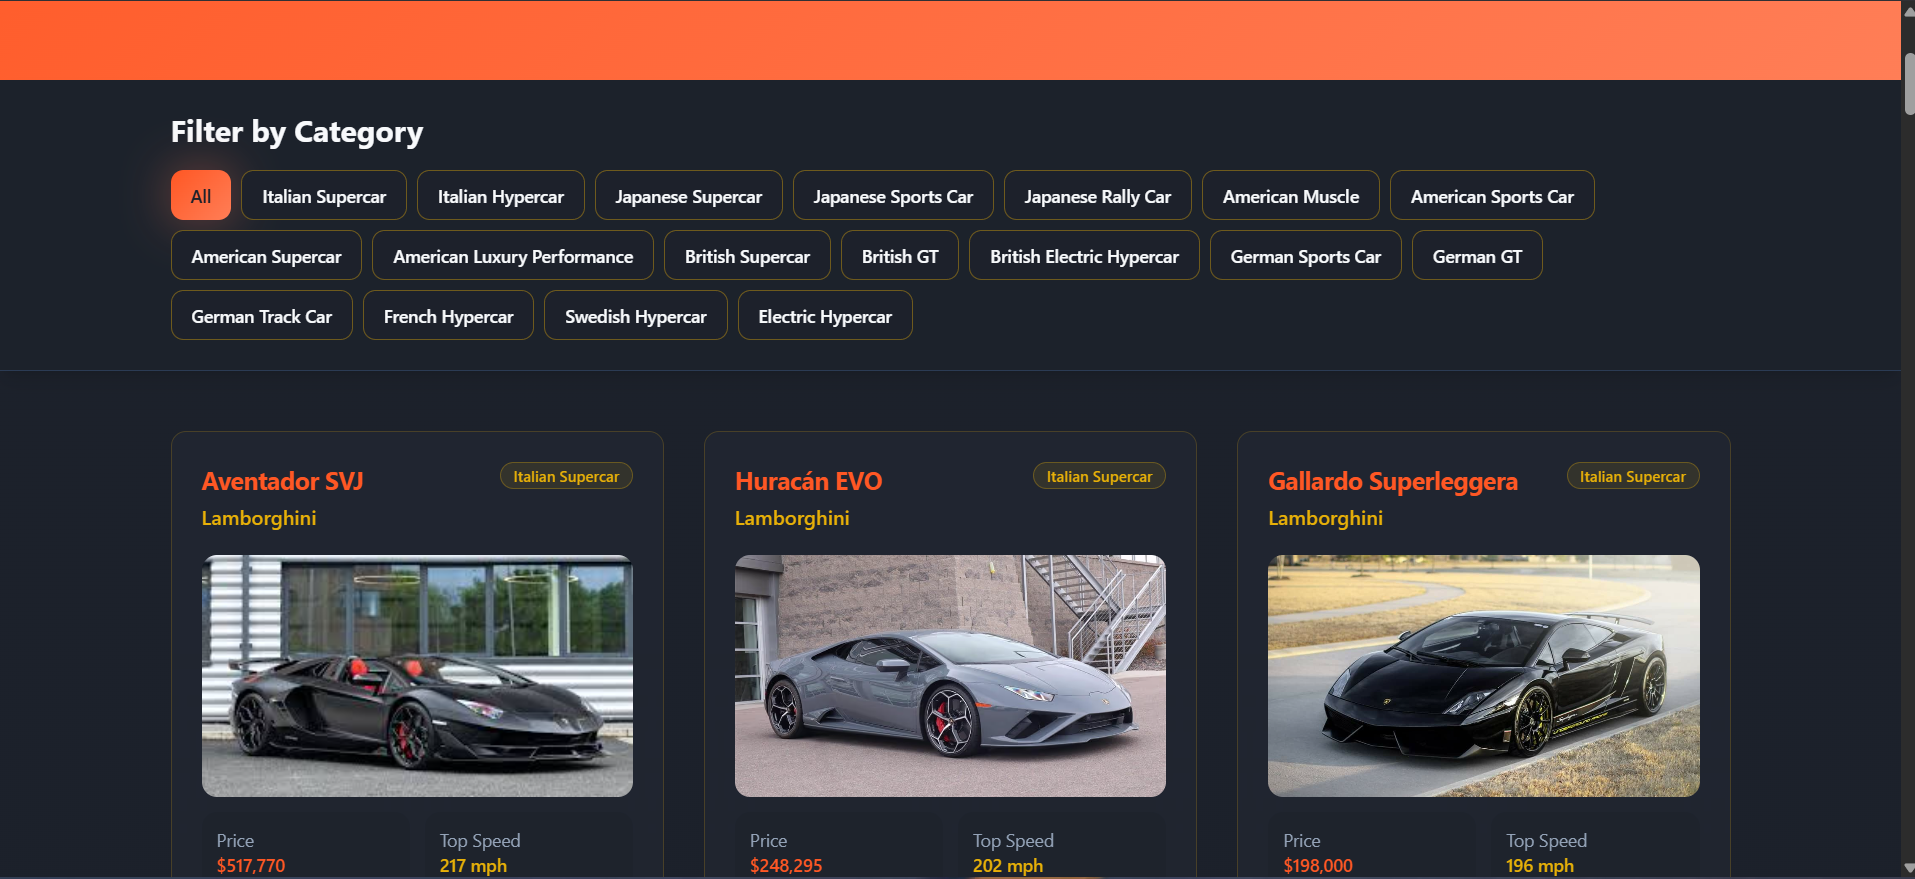 Filter by Category
All
Italian Supercar
Italian Hypercar
Japanese Supercar
Japanese Sports Car
Japanese Rally Car
American Muscle
American Sports Car
American Supercar
American Luxury Performance
British Supercar
British GT
British Electric Hypercar
German Sports Car
German GT
German Track Car
French Hypercar
Swedish Hypercar
Electric Hypercar
Aventador SVJ
Italian Supercar
Lamborghini
Price
$517,770
Top Speed
217 mph
Huracán EVO
Italian Supercar
Lamborghini
Price
$248,295
Top Speed
202 mph
Gallardo Superleggera
Italian Supercar
Lamborghini
Price
$198,000
Top Speed
196 mph